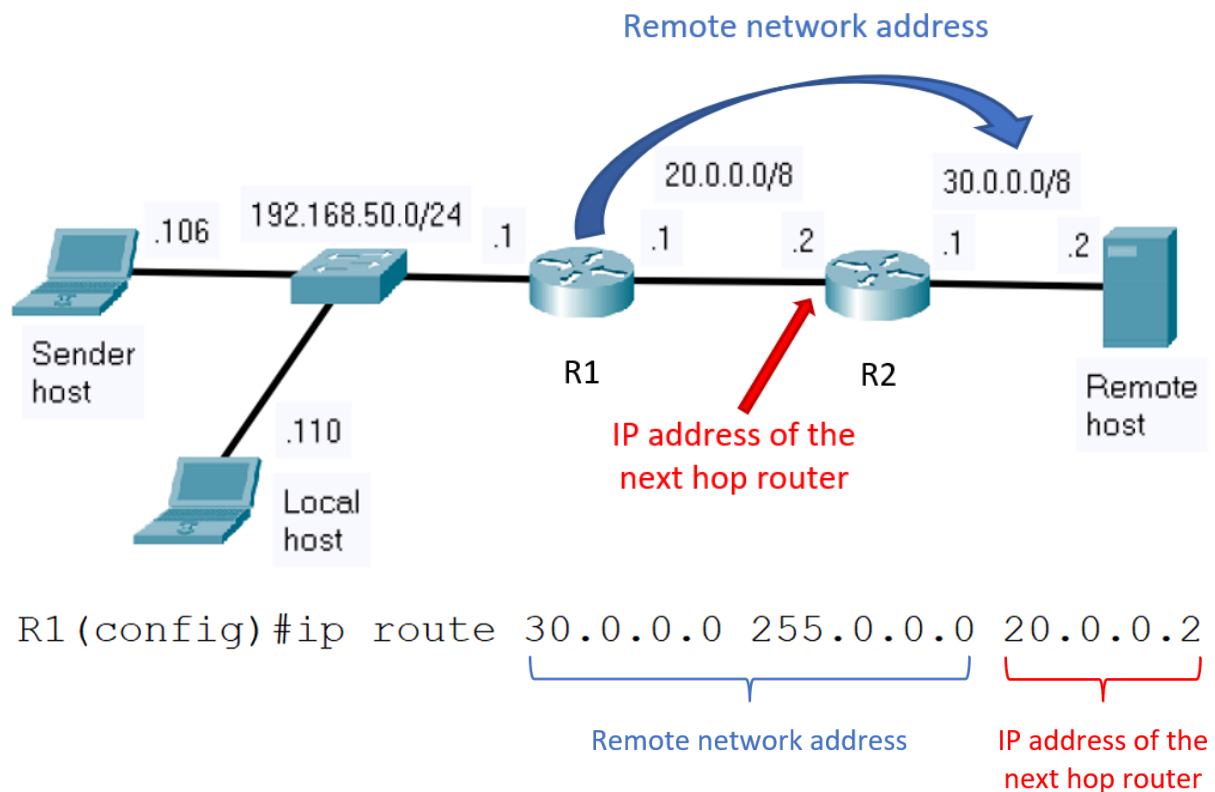 Remote network address
20.0.0.0/8
30.0.0.0/8
192.168.50.0/24
.106
.1
.1
.2
.1
.2
Sender
host
R1
R2
Remote
host
.110
IP address of the
next hop router
Local
host
R1(config)#ip route 30.0.0.0 255.0.0.0 20.0.0.2
Remote network address
IP address of the
next hop router